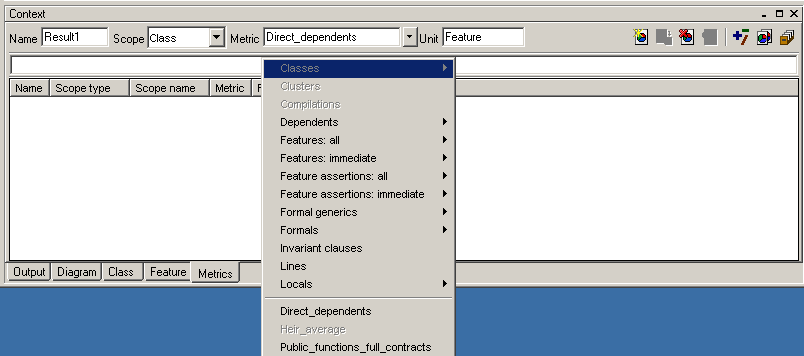 Context
Name Result1 Scope Class Metric Direct_dependents Unit Feature
Name Scope type Scope name Metric
Classes
Clusters
Compilations
Dependents
Features: all
Features: immediate
Feature assertions: all
Feature assertions: immediate
Formal generics
Formals
Invariant clauses
Lines
Locals
Direct_dependents
Heir_average
Public_functions_full_contracts
Output Diagram Class Feature Metrics